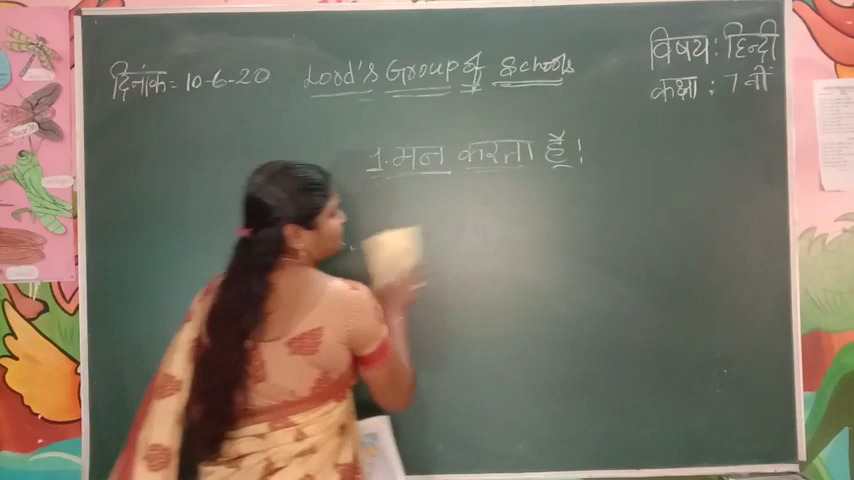 दिनांक= 10-6-20
Lord's Group of Schools
विषय: हिन्दी
कक्षा : 7 वीं
1. मन करता हैं!